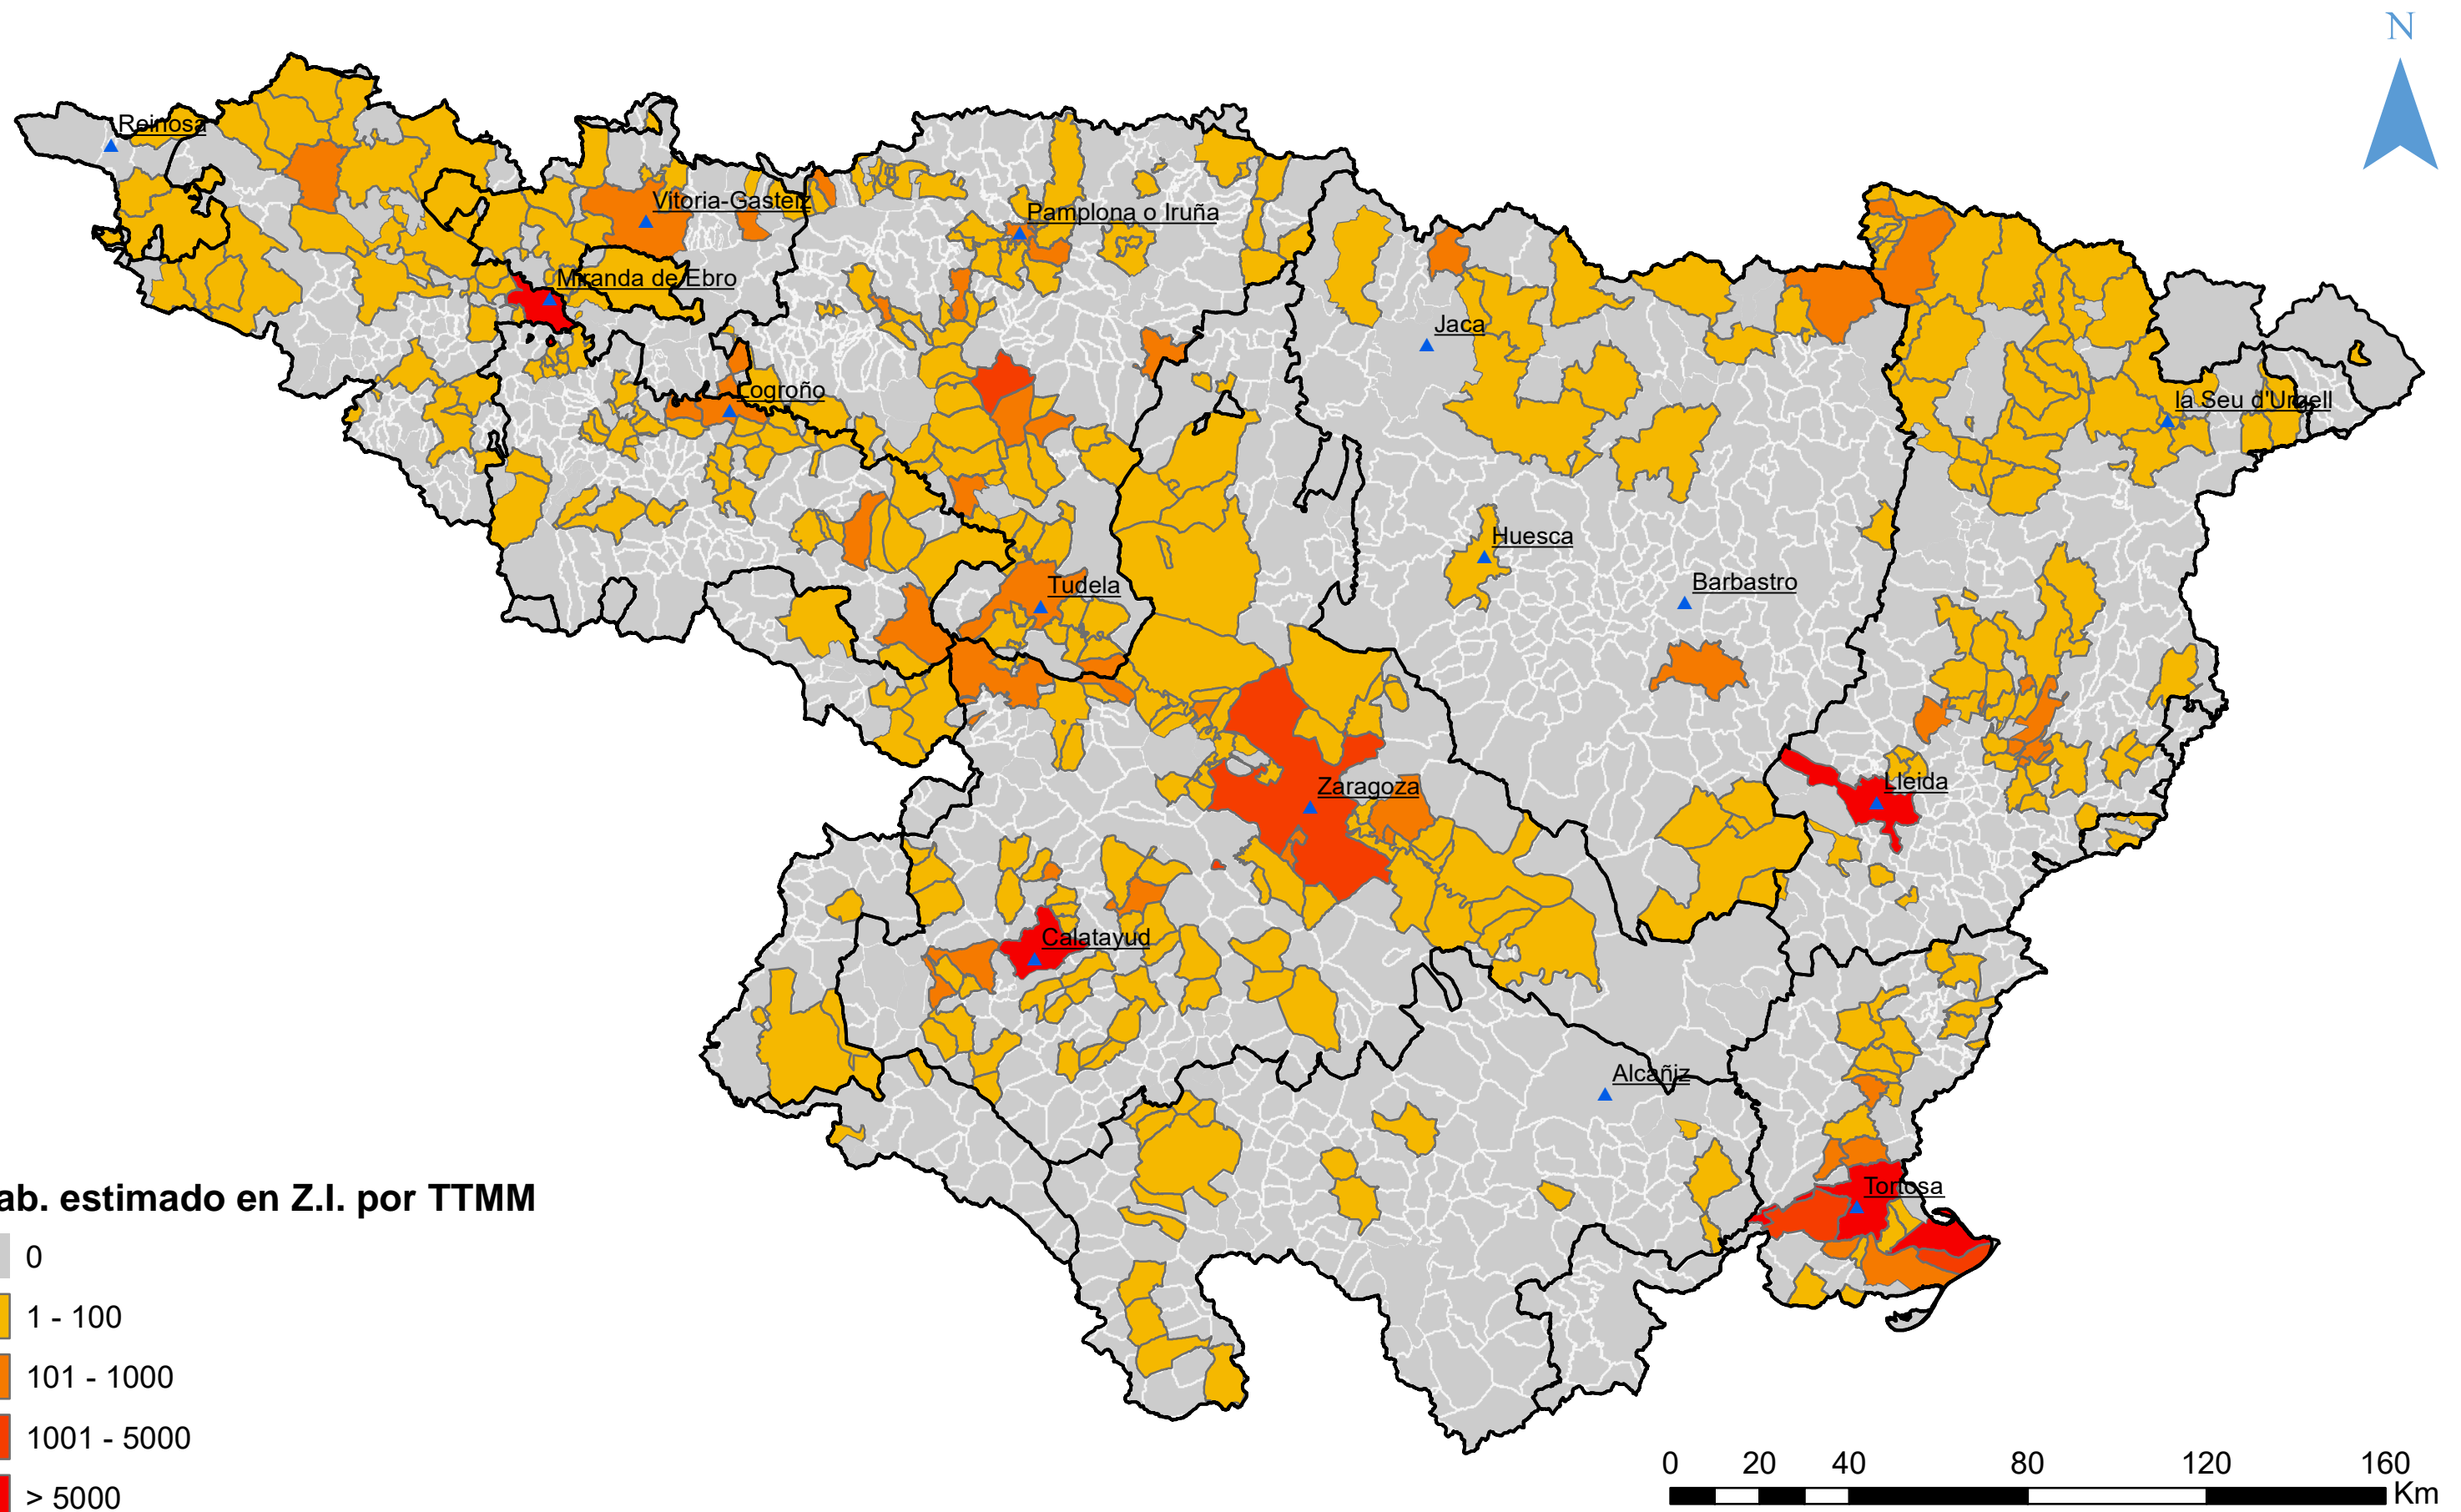 N
Reinosa
Vitoria-Gasteiz
Pamplona o Iruña
Miranda de Ebro
Jaca
Logroño
la Seu d'Urgell
Huesca
Tudela
Barbastro
Zaragoza
Lleida
Calatayud
Alcañiz
Tortosa
ab. estimado en Z.I. por TTMM
0
1 - 100
101 - 1000
1001 - 5000
> 5000
0 20 40 80 120 160
Km